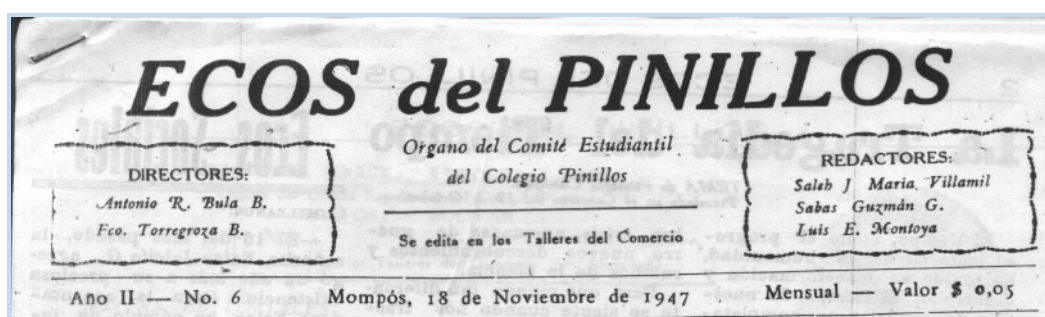 ECOS del PINILLOS
DIRECTORES:
Antonio R. Bula B.
Fco. Torregroza B.
Organo del Comité Estudiantil
del Colegio Pinillos
Se edita en los Talleres del Comercio
REDACTORES:
Saleh J Maria Villamil
Sabas Guzmán G.
Luis E. Montoya
Año II — No. 6 Mompós, 18 de Noviembre de 1947 Mensual — Valor $ 0,05